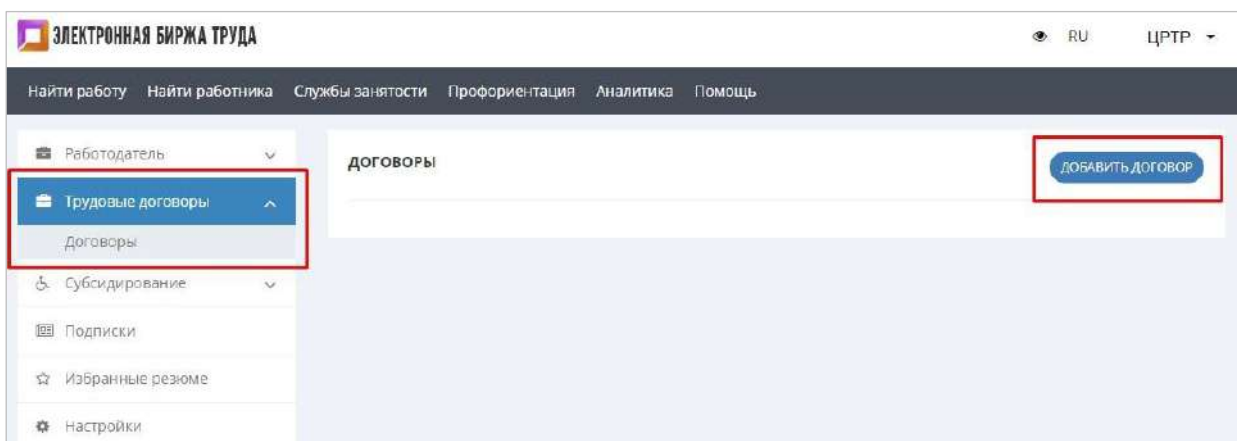 ЭЛЕКТРОННАЯ БИРЖА ТРУДА
RU
ЦРТР
Найти работу Найти работника Службы занятости Профориентация Аналитика Помощь
Работодатель
Трудовые договоры
Договоры
Субсидирование
Подписки
Избранные резюме
Настройки
ДОГОВОРЫ
ДОБАВИТЬ ДОГОВОР